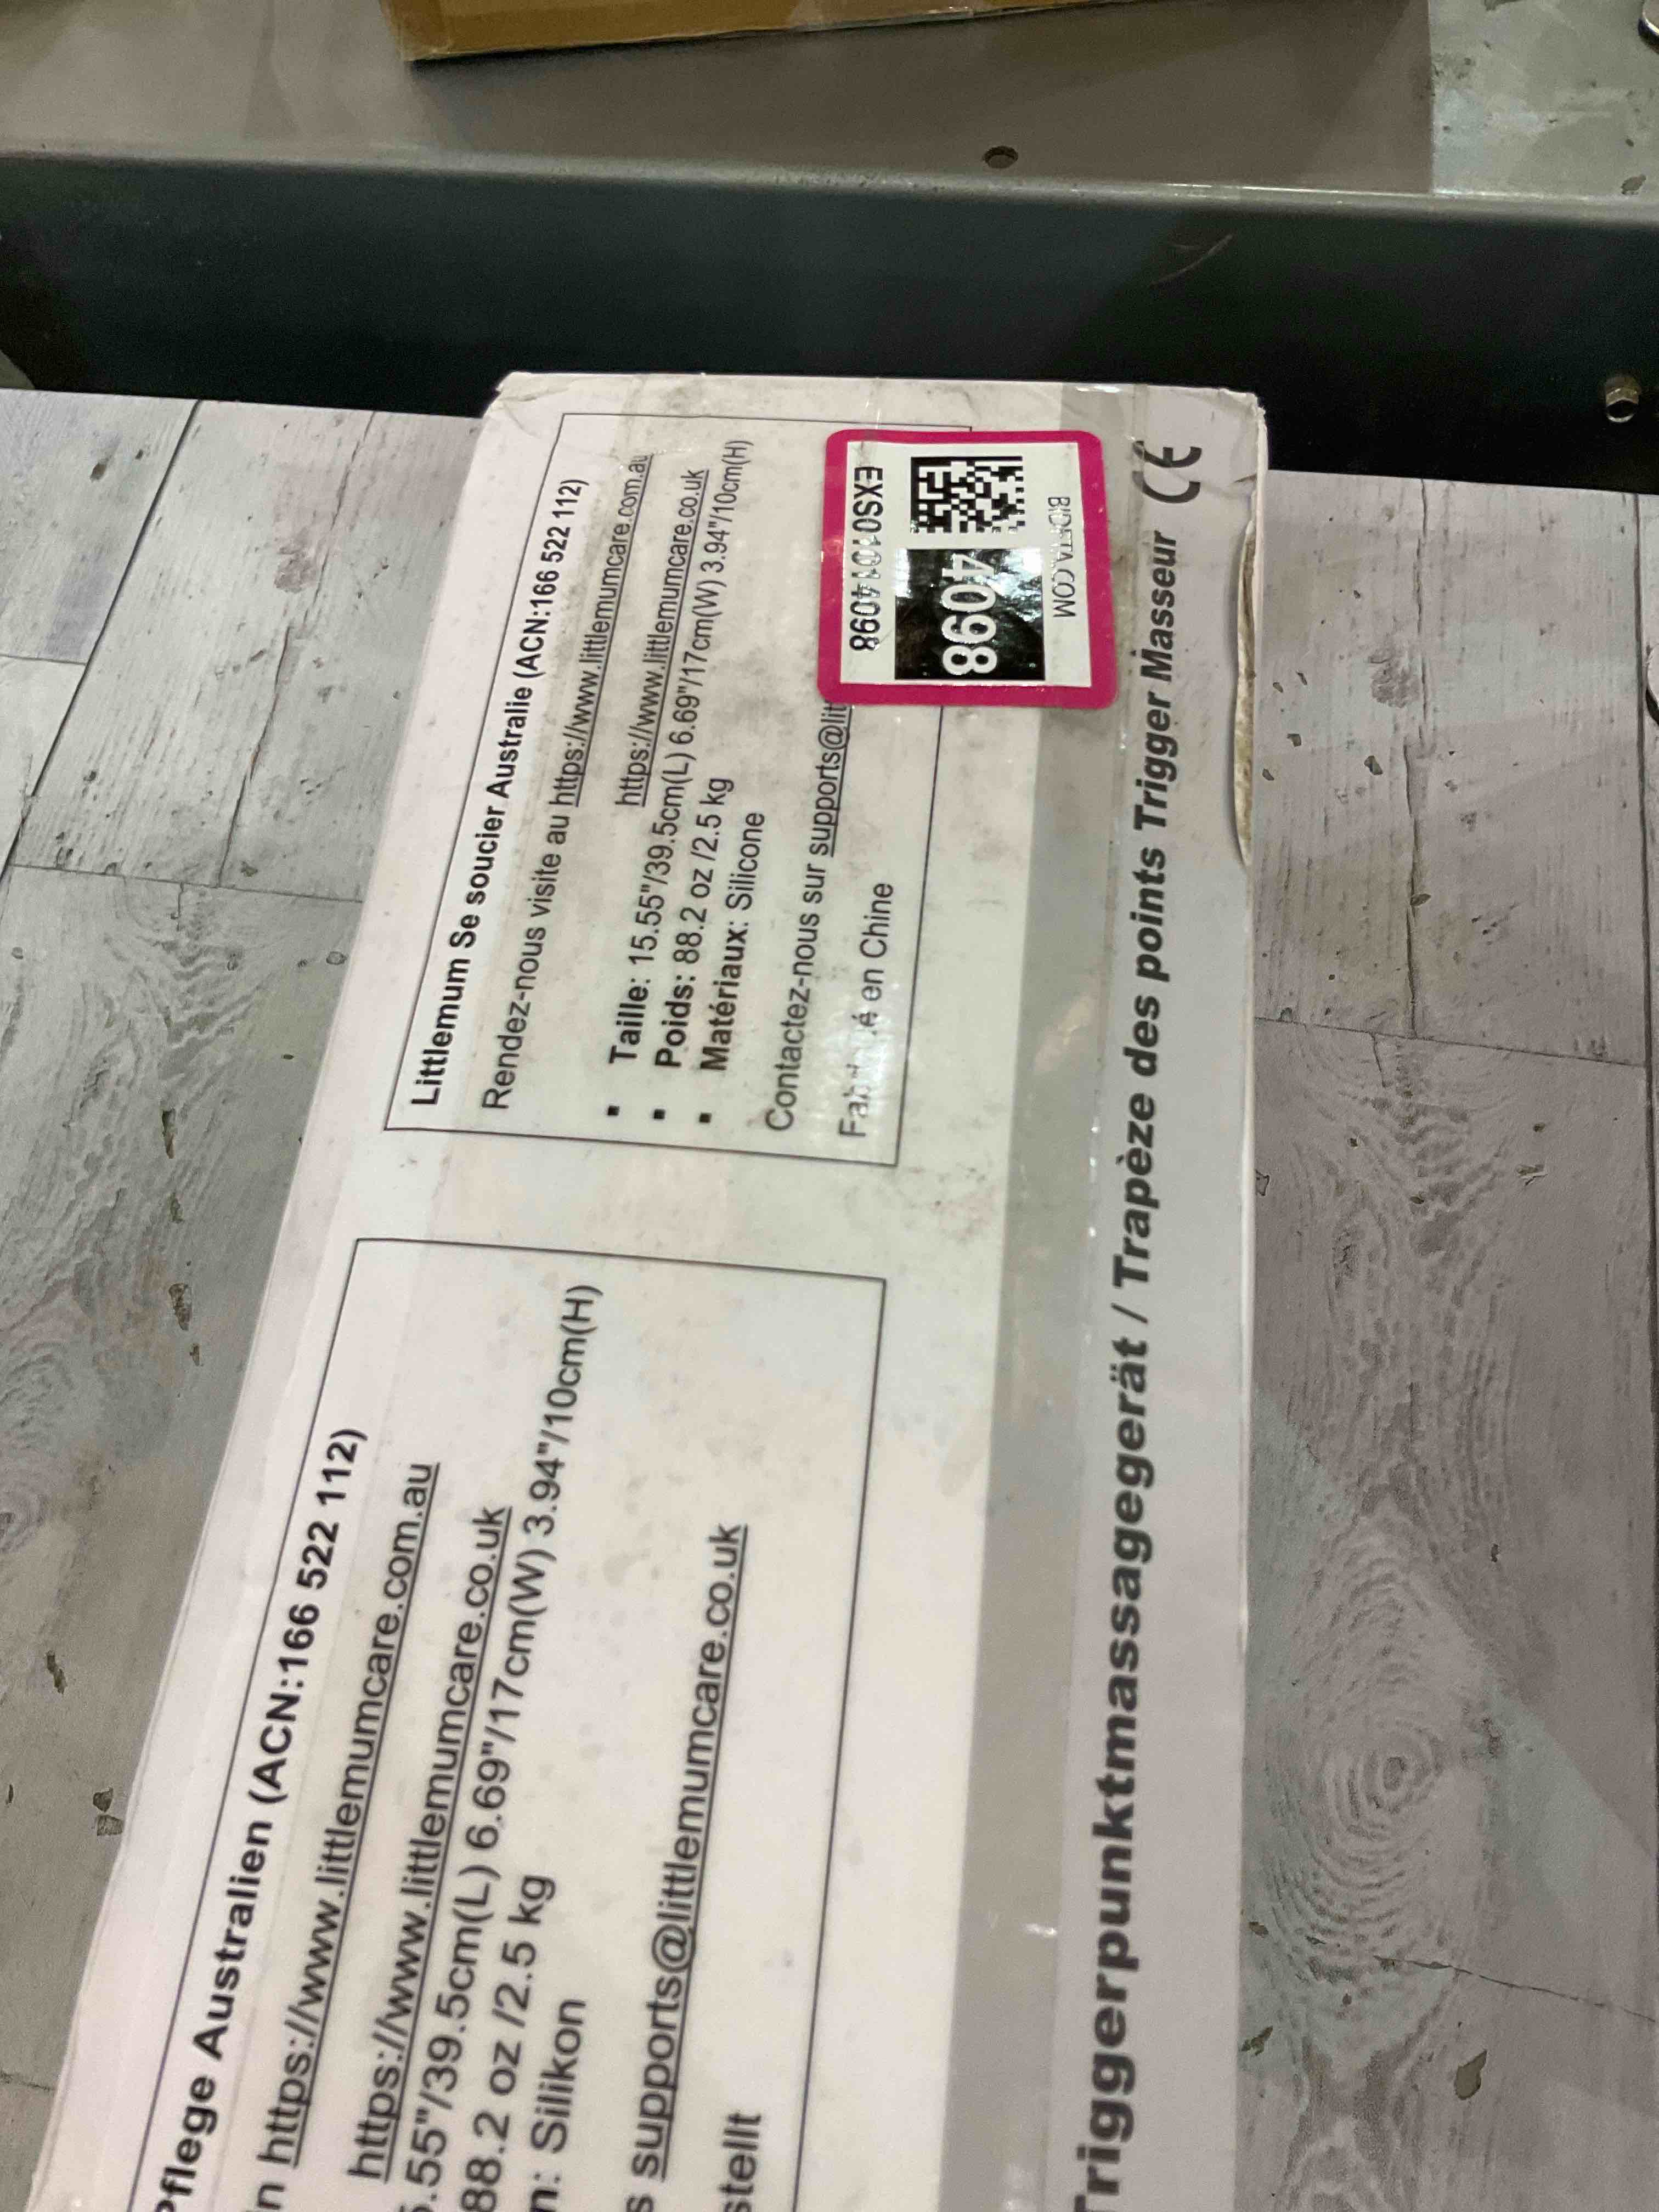 Littlemum Se soucier Australie (ACN:166 522 112)
Rendez-nous visite au https://www.littlemumcare.com.au
https://www.littlemumcare.co.uk
▪ Taille: 15.55"/39.5cm(L) 6.69"/17cm(W) 3.94"/10cm(H)
▪ Poids: 88.2 oz /2.5 kg
▪ Matériaux: Silicone
Contactez-nous sur supports@lit
en Chine
EXS01014098
4098
BIDFTA.COM
Pflege Australien (ACN:166 522 112)
n https://www.littlemumcare.com.au
https://www.littlemumcare.co.uk
5.55"/39.5cm(L) 6.69"/17cm(W) 3.94"/10cm(H)
88.2 oz /2.5 kg
n: Silikon
s supports@littlemumcare.co.uk
stellt
Triggerpunktmassagegerät / Trapèze des points Trigger Masseur CE